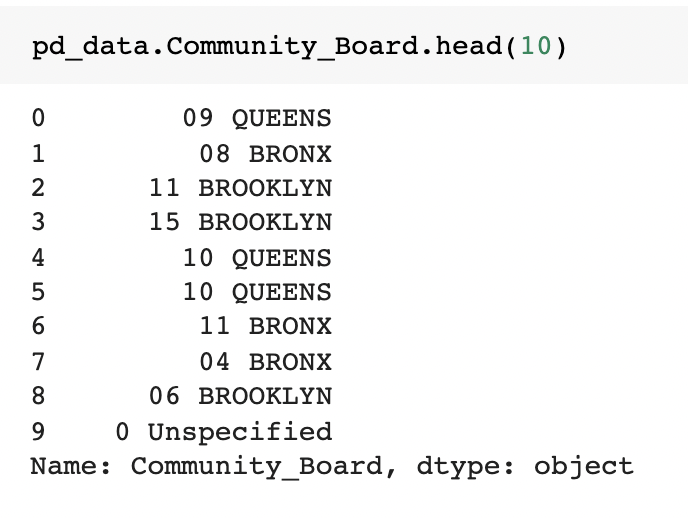 pd_data.Community_Board.head(10)
0 09 QUEENS
1 08 BRONX
2 11 BROOKLYN
3 15 BROOKLYN
4 10 QUEENS
5 10 QUEENS
6 11 BRONX
7 04 BRONX
8 06 BROOKLYN
9 0 Unspecified
Name: Community_Board, dtype: object